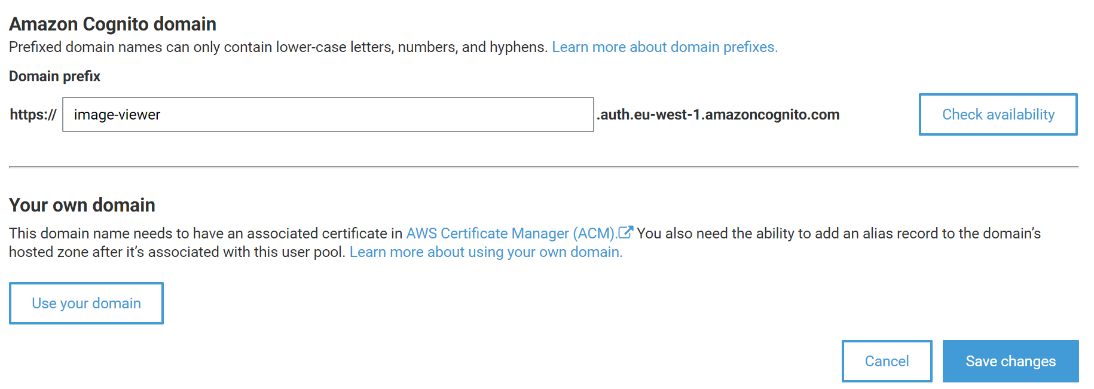 Amazon Cognito domain
Prefixed domain names can only contain lower-case letters, numbers, and hyphens. Learn more about domain prefixes.
Domain prefix
https:// image-viewer .auth.eu-west-1.amazoncognito.com Check availability
Your own domain
This domain name needs to have an associated certificate in AWS Certificate Manager (ACM). You also need the ability to add an alias record to the domain’s
hosted zone after it’s associated with this user pool. Learn more about using your own domain.
Use your domain
Cancel Save changes